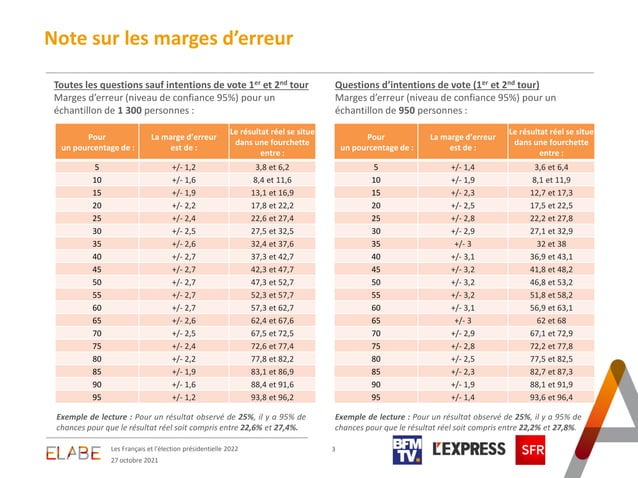 Note sur les marges d’erreur
Toutes les questions sauf intentions de vote 1er et 2nd tour
Marges d’erreur (niveau de confiance 95%) pour un
échantillon de 1 300 personnes :
Pour
un pourcentage de :
La marge d’erreur
est de :
Le résultat réel se situe
dans une fourchette
entre :
5 +/- 1,2 3,8 et 6,2
10 +/- 1,6 8,4 et 11,6
15 +/- 1,9 13,1 et 16,9
20 +/- 2,2 17,8 et 22,2
25 +/- 2,4 22,6 et 27,4
30 +/- 2,5 27,5 et 32,5
35 +/- 2,6 32,4 et 37,6
40 +/- 2,7 37,3 et 42,7
45 +/- 2,7 42,3 et 47,7
50 +/- 2,7 47,3 et 52,7
55 +/- 2,7 52,3 et 57,7
60 +/- 2,7 57,3 et 62,7
65 +/- 2,6 62,4 et 67,6
70 +/- 2,5 67,5 et 72,5
75 +/- 2,4 72,6 et 77,4
80 +/- 2,2 77,8 et 82,2
85 +/- 1,9 83,1 et 86,9
90 +/- 1,6 88,4 et 91,6
95 +/- 1,2 93,8 et 96,2
Exemple de lecture : Pour un résultat observé de 25%, il y a 95% de
chances pour que le résultat réel soit compris entre 22,6% et 27,4%.
Questions d’intentions de vote (1er et 2nd tour)
Marges d’erreur (niveau de confiance 95%) pour un
échantillon de 950 personnes :
Pour
un pourcentage de :
La marge d’erreur
est de :
Le résultat réel se situe
dans une fourchette
entre :
5 +/- 1,4 3,6 et 6,4
10 +/- 1,9 8,1 et 11,9
15 +/- 2,3 12,7 et 17,3
20 +/- 2,5 17,5 et 22,5
25 +/- 2,8 22,2 et 27,8
30 +/- 2,9 27,1 et 32,9
35 +/- 3 32 et 38
40 +/- 3,1 36,9 et 43,1
45 +/- 3,2 41,8 et 48,2
50 +/- 3,2 46,8 et 53,2
55 +/- 3,2 51,8 et 58,2
60 +/- 3,1 56,9 et 63,1
65 +/- 3 62 et 68
70 +/- 2,9 67,1 et 72,9
75 +/- 2,8 72,2 et 77,8
80 +/- 2,5 77,5 et 82,5
85 +/- 2,3 82,7 et 87,3
90 +/- 1,9 88,1 et 91,9
95 +/- 1,4 93,6 et 96,4
Exemple de lecture : Pour un résultat observé de 25%, il y a 95% de
chances pour que le résultat réel soit compris entre 22,2% et 27,8%.
ELABE
Les Français et l’élection présidentielle 2022
27 octobre 2021
3
BFM
TV.
L'EXPRESS
SFR